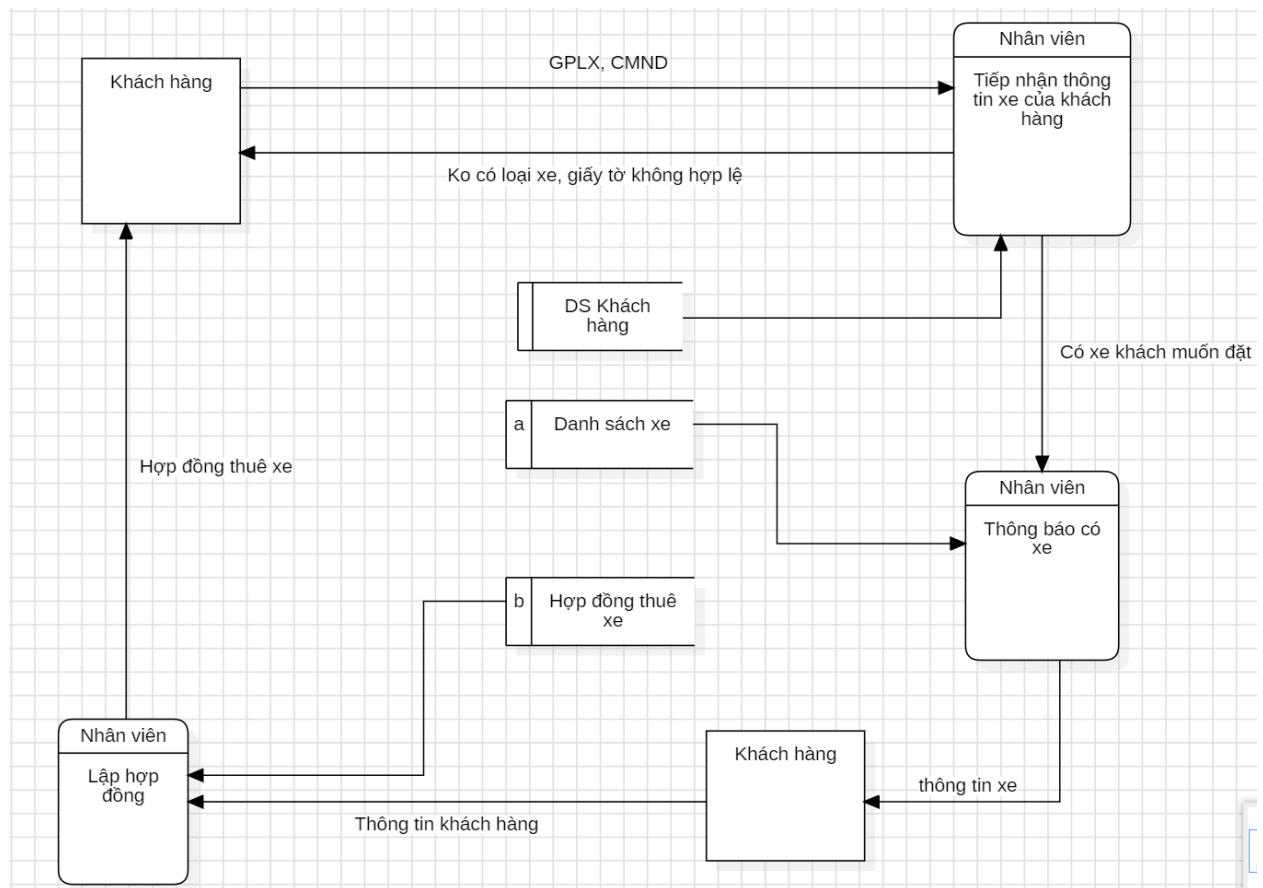 Nhân viên
GPLX, CMND
Khách hàng
Tiếp nhận thông
tin xe của khách
hàng
Ko có loại xe, giấy tờ không hợp lệ
DS Khách
hàng
Có xe khách muốn đặt
a
Danh sách xe
Hợp đồng thuê xe
Nhân viên
Thông báo có
xe
b
Hợp đồng thuê
xe
Nhân viên
Lập hợp
đồng
Khách hàng
thông tin xe
Thông tin khách hàng